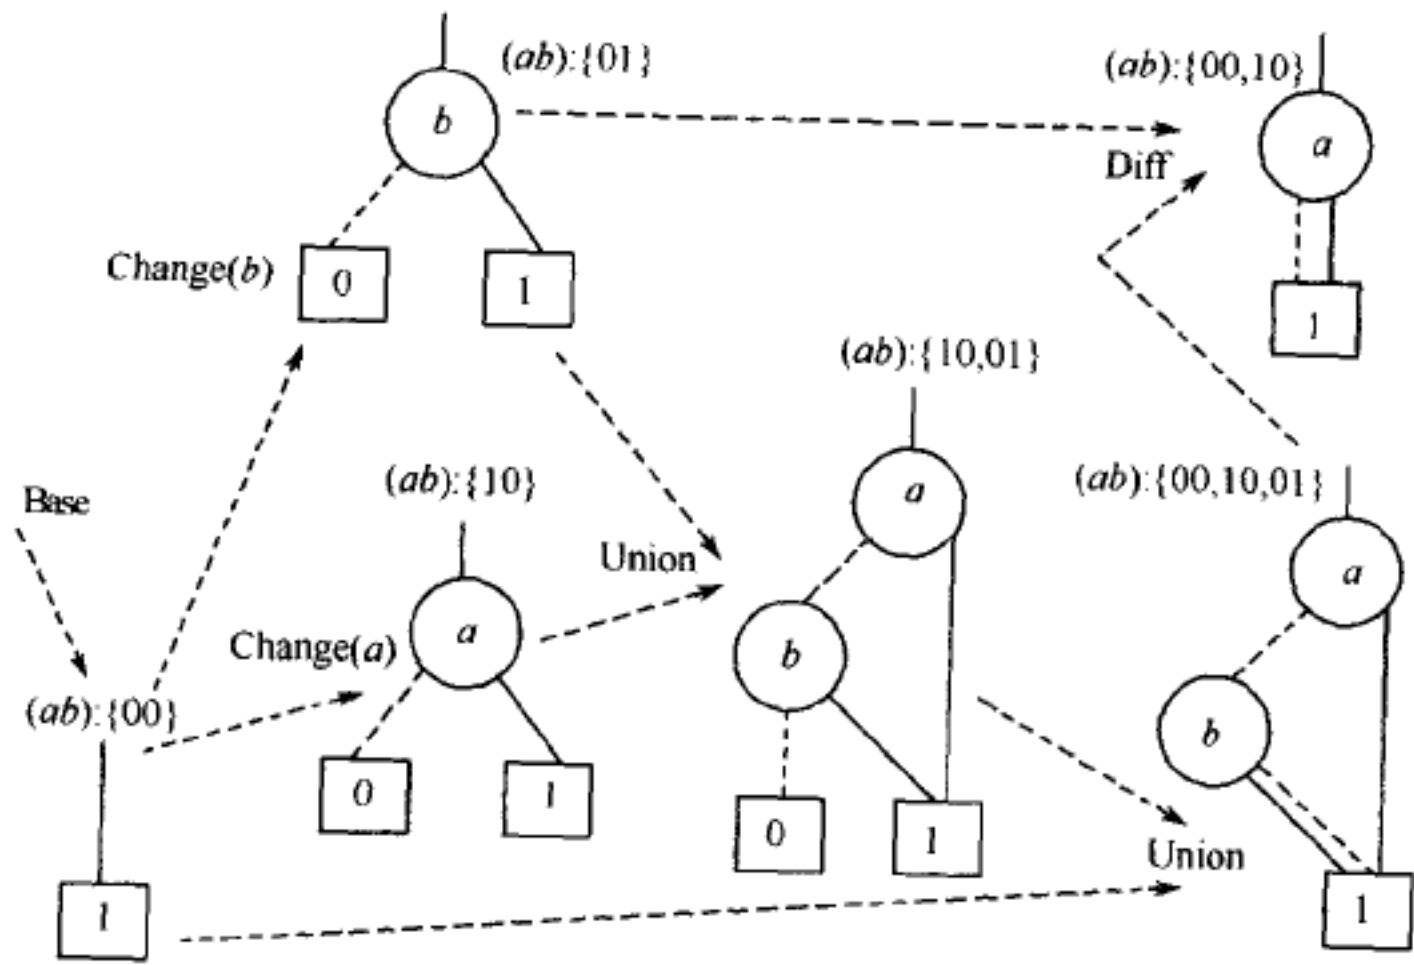 (ab):{01}
(ab):{00,10}
b
a
Diff
Change(b)
0
1
1
(ab):{10,01}
(ab):{10}
a
(ab):{00,10,01}
Base
Union
a
a
Change(a)
b
(ab):{00}
b
0
1
0
1
Union
1
1